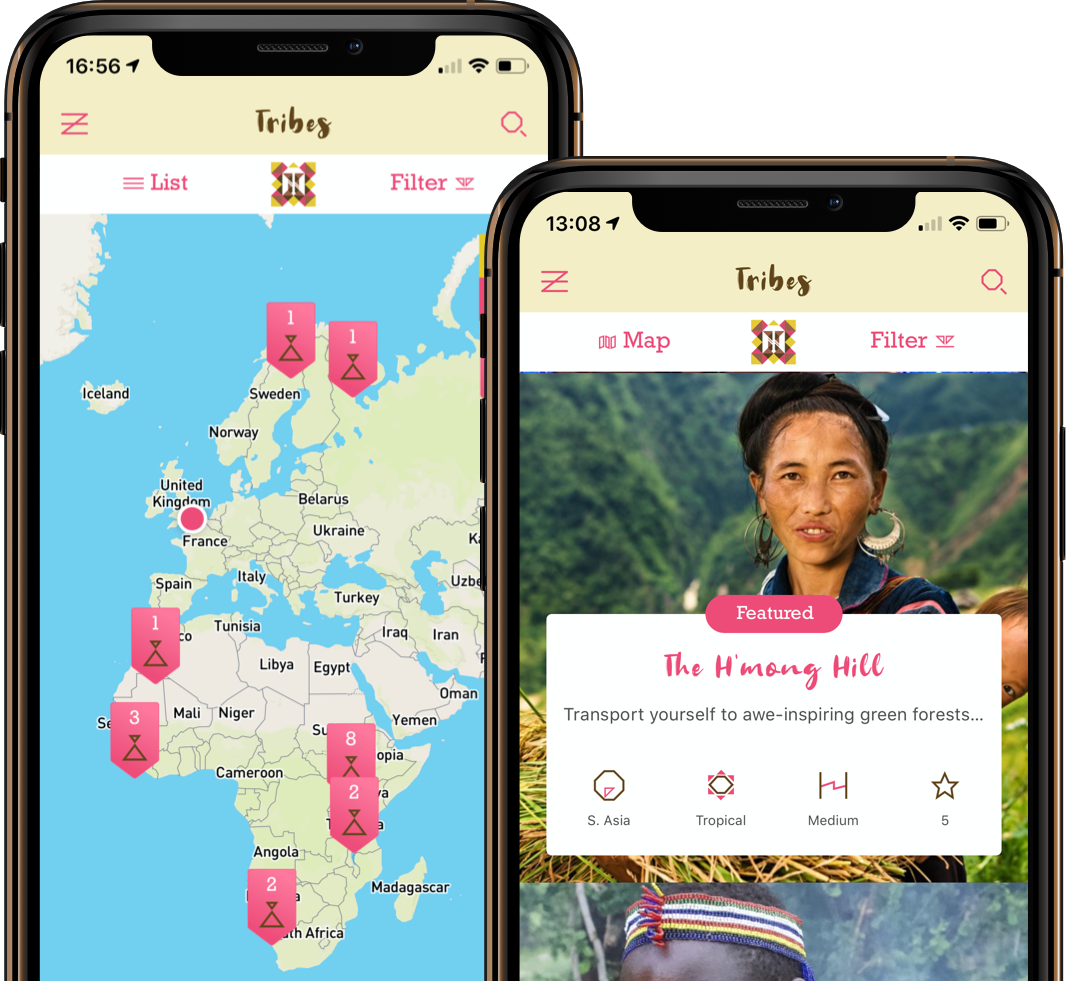 16:56
Tribes
List
Filter
1
1
Iceland
Sweden
Norway
United
Kingdom
Belarus
Ukraine
France
Spain
Italy
Turkey
1
Tunisia
Iraq
Iran
Libya
Egypt
Oman
3
Mali
Niger
Yemen
8
Cameroon
2
Angola
Madagascar
2
13:08
Tribes
Map
Filter
Featured
The H'mong Hill
Transport yourself to awe-inspiring green forests...
S. Asia
Tropical
Medium
5